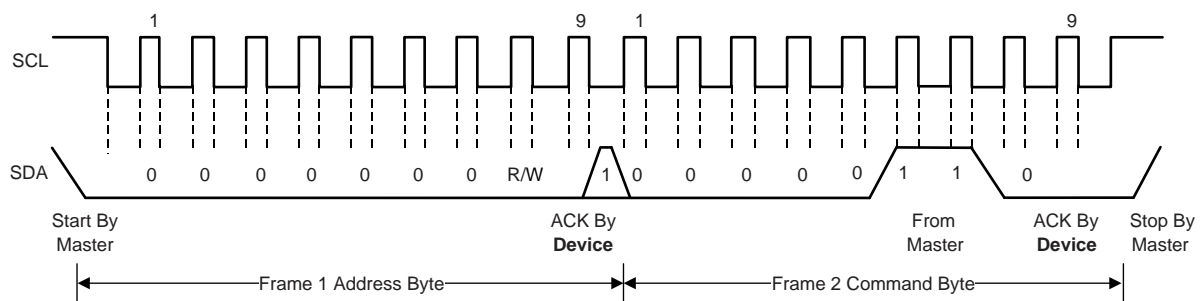 1 9 1 9
SCL
SDA 0 0 0 0 0 0 0 R/W 1 0 0 0 0 0 1 1 0
Start By
Master
ACK By
Device
From
Master
ACK By
Device
Stop By
Master
Frame 1 Address Byte
Frame 2 Command Byte